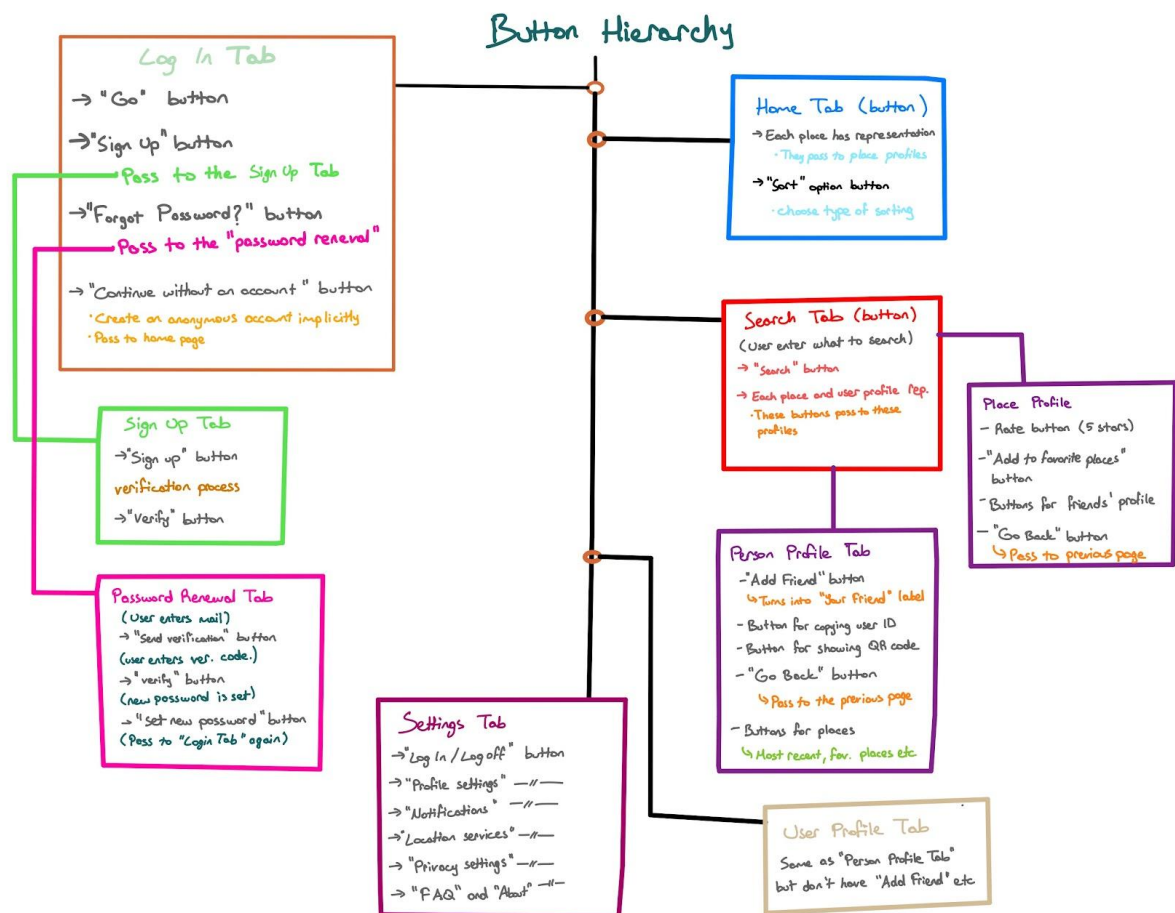 Button Hierarchy
Log In Tab
→ "Go" button
→ "Sign Up" button
Pass to the Sign Up Tab
→ "Forgot Password?" button
Pass to the "password reneval"
→ "Continue without an account" button
· Create an anonymous account implicitly
· Pass to home page
Sign Up Tab
→ "Sign up" button
verification process
→ "Verify" button
Password Renewal Tab
(User enters mail)
→ "Send verification" button
(user enters ver. code.)
→ "verify" button
(new password is set)
→ "Set new password" button
(Pass to "Login Tab" again)
Settings Tab
→ "Log In / Log off" button
→ "Profile settings" —〃—
→ "Notifications" —〃—
→ "Location services" —〃—
→ "Privacy settings" —〃—
→ "FAQ" and "About" —〃—
Home Tab (button)
→ Each place has representation
· They pass to place profiles
→ "Sort" option button
· choose type of sorting
Search Tab (button)
(User enter what to search)
→ "Search" button
→ Each place and user profile rep.
· These buttons pass to these
profiles
Place Profile
- Rate button (5 stars)
- "Add to favorite places"
button
- Buttons for friends' profile
- "Go Back" button
↳ Pass to previous page
Person Profile Tab
- "Add Friend" button
↳ Turns into "Your Friend" label
- Button for copying user ID
- Button for showing QR code
- "Go Back" button
↳ Pass to the previous page
- Buttons for places
↳ Most recent, fav. places etc
User Profile Tab
Same as "Person Profile Tab"
but don't have "Add Friend" etc